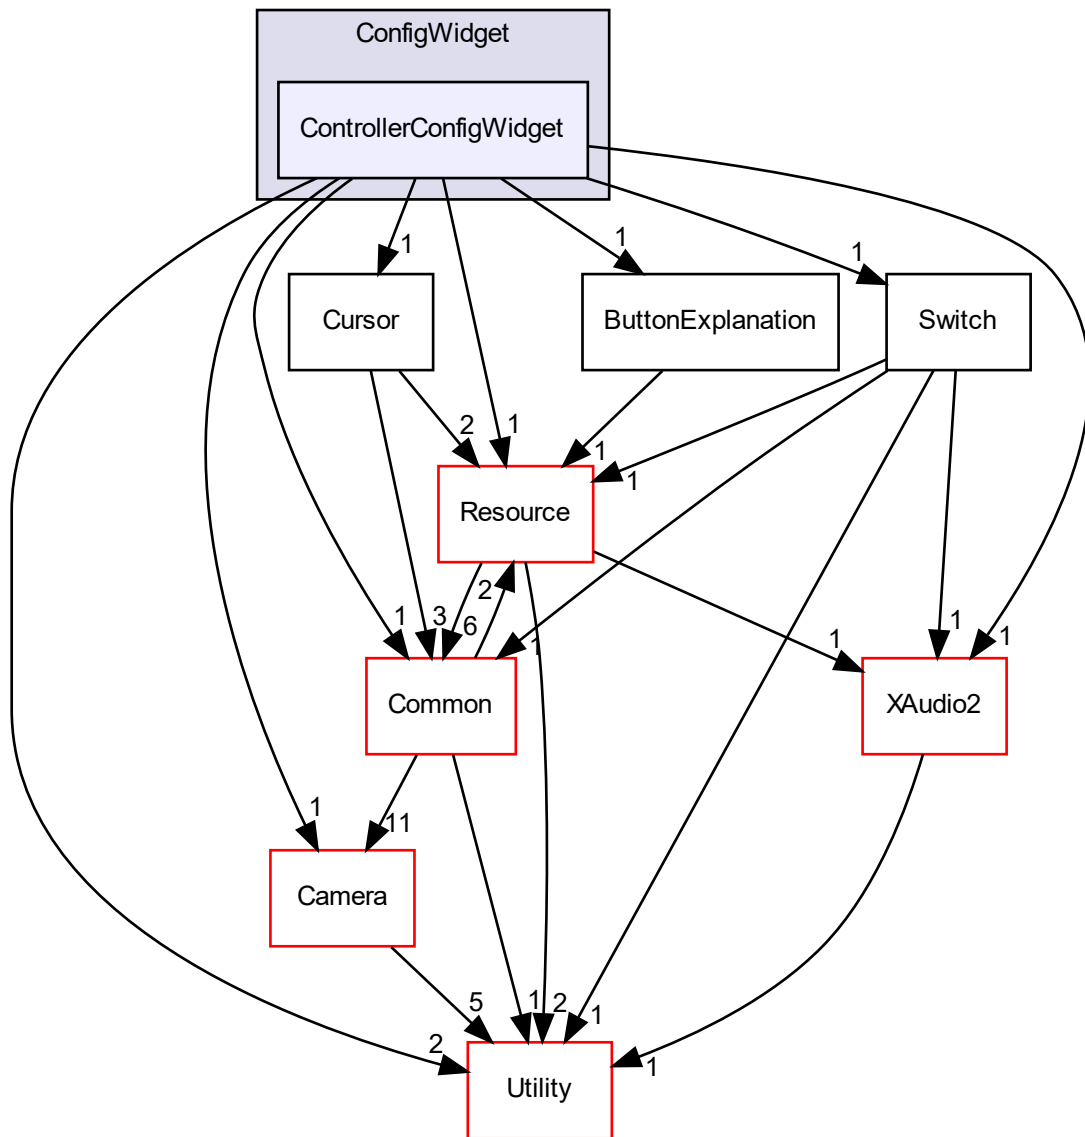 ConfigWidget
ControllerConfigWidget
1
1
1
Cursor
ButtonExplanation
Switch
2
1
1
1
Resource
1
3
6
2
1
1
1
1
Common
XAudio2
1
11
Camera
5
2
1
2
1
1
Utility